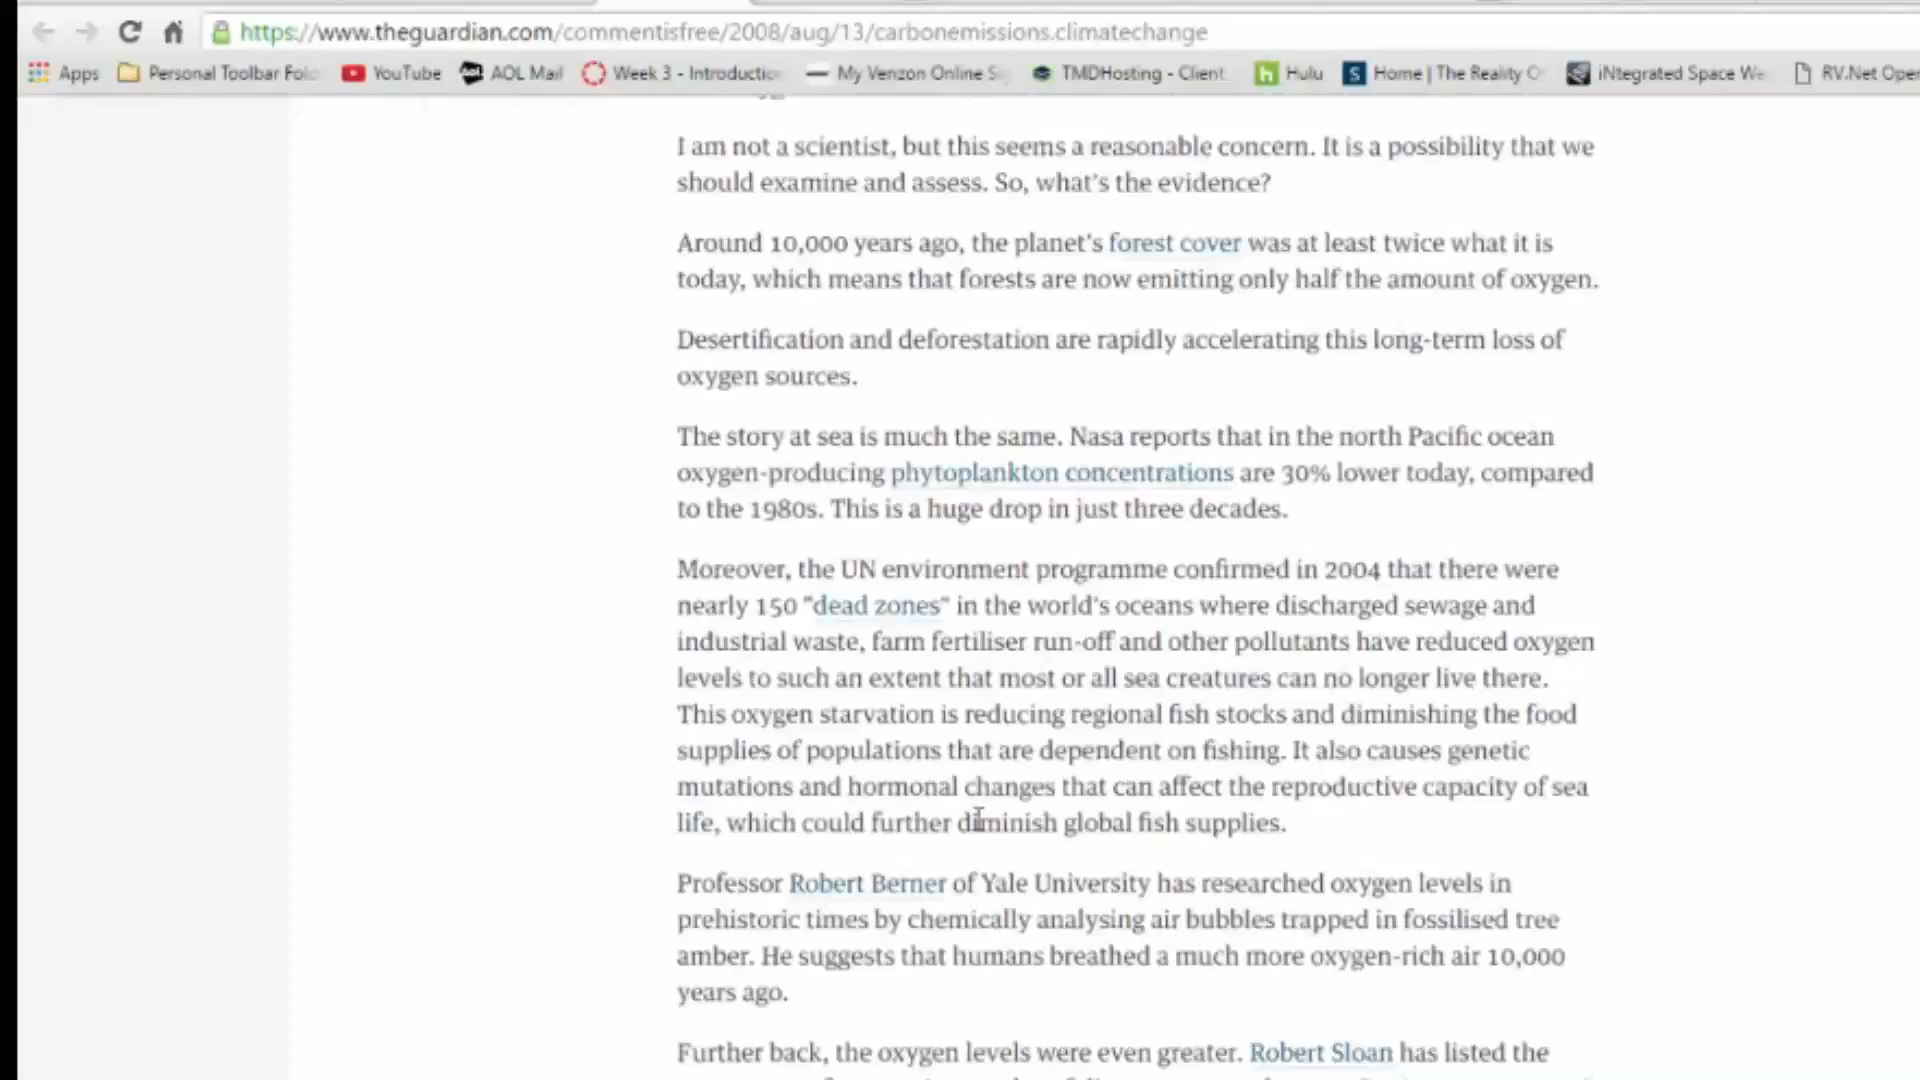 https://www.theguardian.com/commentisfree/2008/aug/13/carbonemissions.climatechange
Apps Personal Toolbar Fol YouTube AOL Mail Week 3 - Introductio My Verizon Online S TMDHosting - Client Hulu Home | The Reality O iNtegrated Space We RV.Net Open
I am not a scientist, but this seems a reasonable concern. It is a possibility that we
should examine and assess. So, what's the evidence?
Around 10,000 years ago, the planet's forest cover was at least twice what it is
today, which means that forests are now emitting only half the amount of oxygen.
Desertification and deforestation are rapidly accelerating this long-term loss of
oxygen sources.
The story at sea is much the same. Nasa reports that in the north Pacific ocean
oxygen-producing phytoplankton concentrations are 30% lower today, compared
to the 1980s. This is a huge drop in just three decades.
Moreover, the UN environment programme confirmed in 2004 that there were
nearly 150 "dead zones" in the world's oceans where discharged sewage and
industrial waste, farm fertiliser run-off and other pollutants have reduced oxygen
levels to such an extent that most or all sea creatures can no longer live there.
This oxygen starvation is reducing regional fish stocks and diminishing the food
supplies of populations that are dependent on fishing. It also causes genetic
mutations and hormonal changes that can affect the reproductive capacity of sea
life, which could further diminish global fish supplies.
Professor Robert Berner of Yale University has researched oxygen levels in
prehistoric times by chemically analysing air bubbles trapped in fossilised tree
amber. He suggests that humans breathed a much more oxygen-rich air 10,000
years ago.
Further back, the oxygen levels were even greater. Robert Sloan has listed the